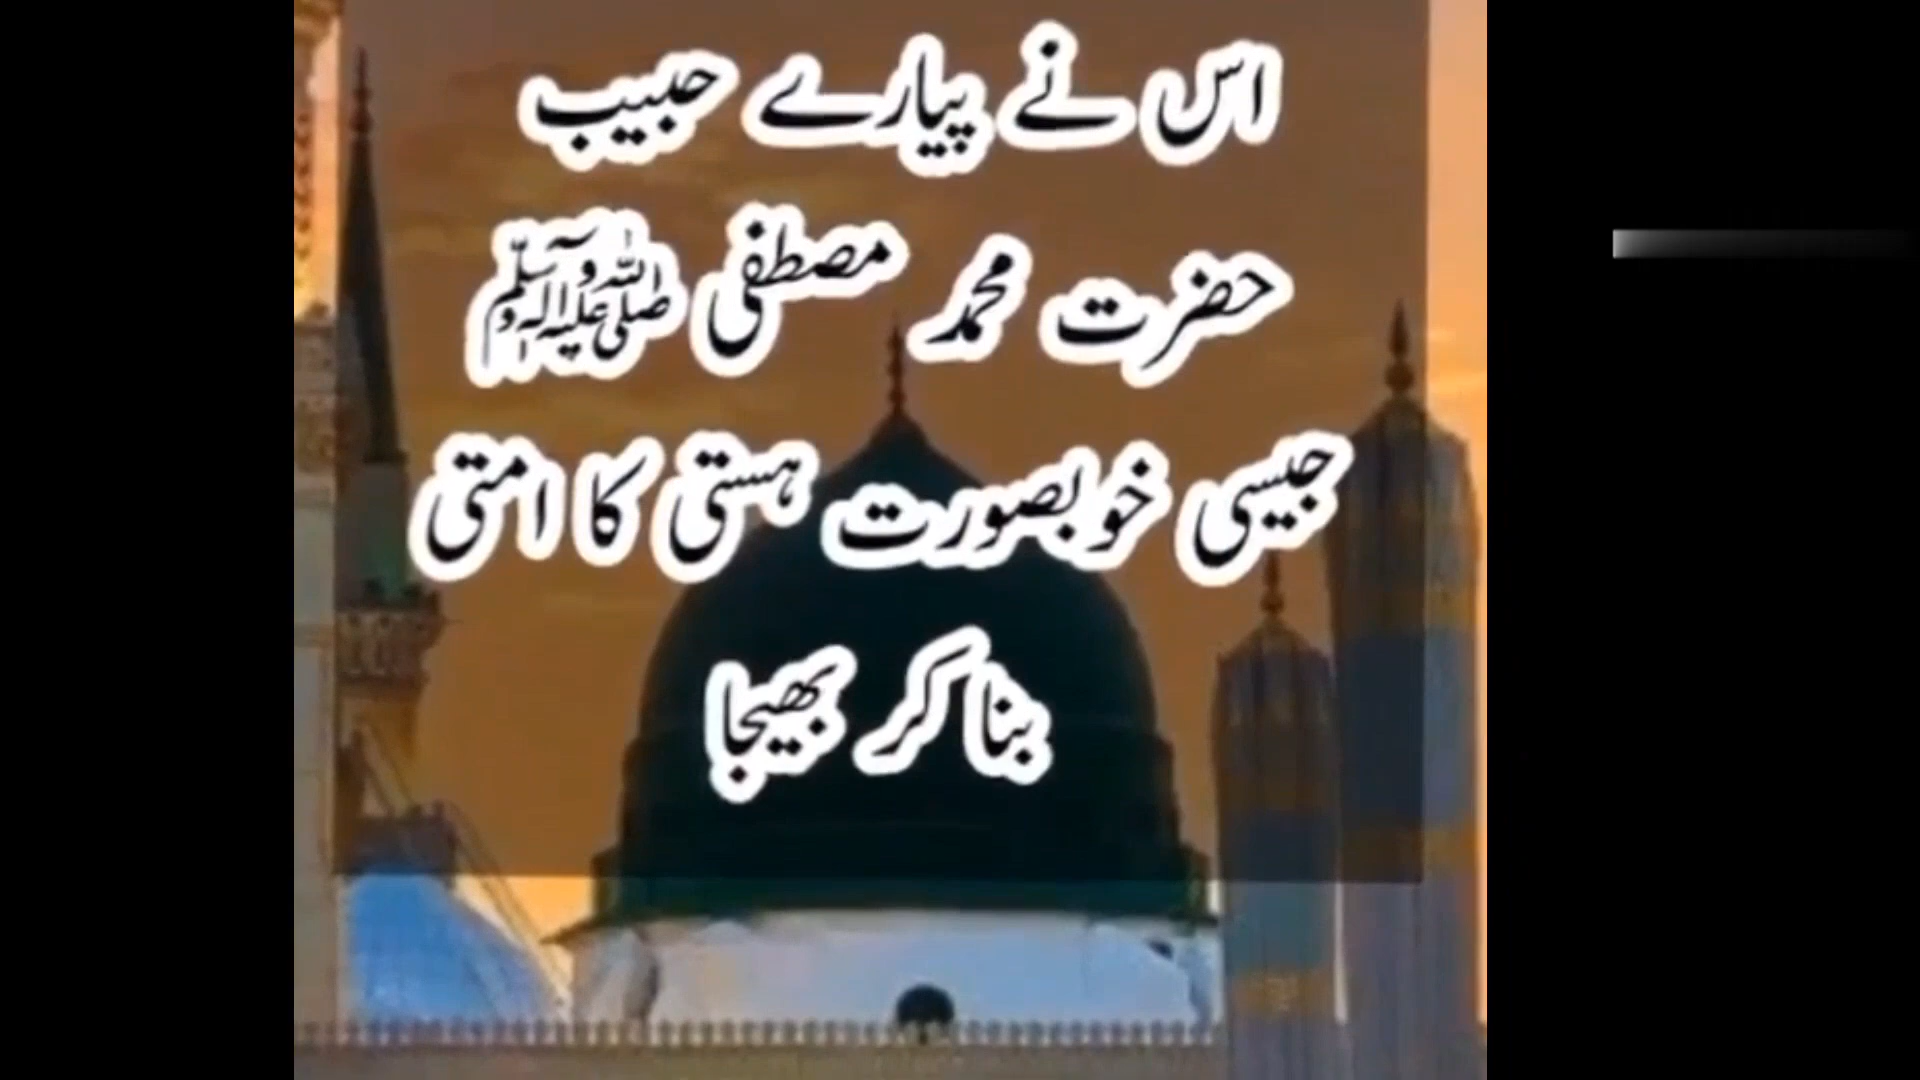 اس نے پیارے حبیب
حضرت محمد مصطفی صلی اللہ علیہ وآلہ وسلم
جیسی خوبصورت ہستی کا امتی
بنا کر بھیجا